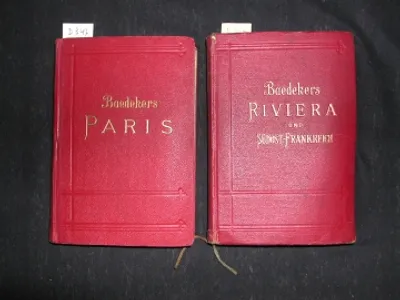 Baedekers
PARIS
Baedekers
RIVIERA
UND
SÜDOST-FRANKREICH